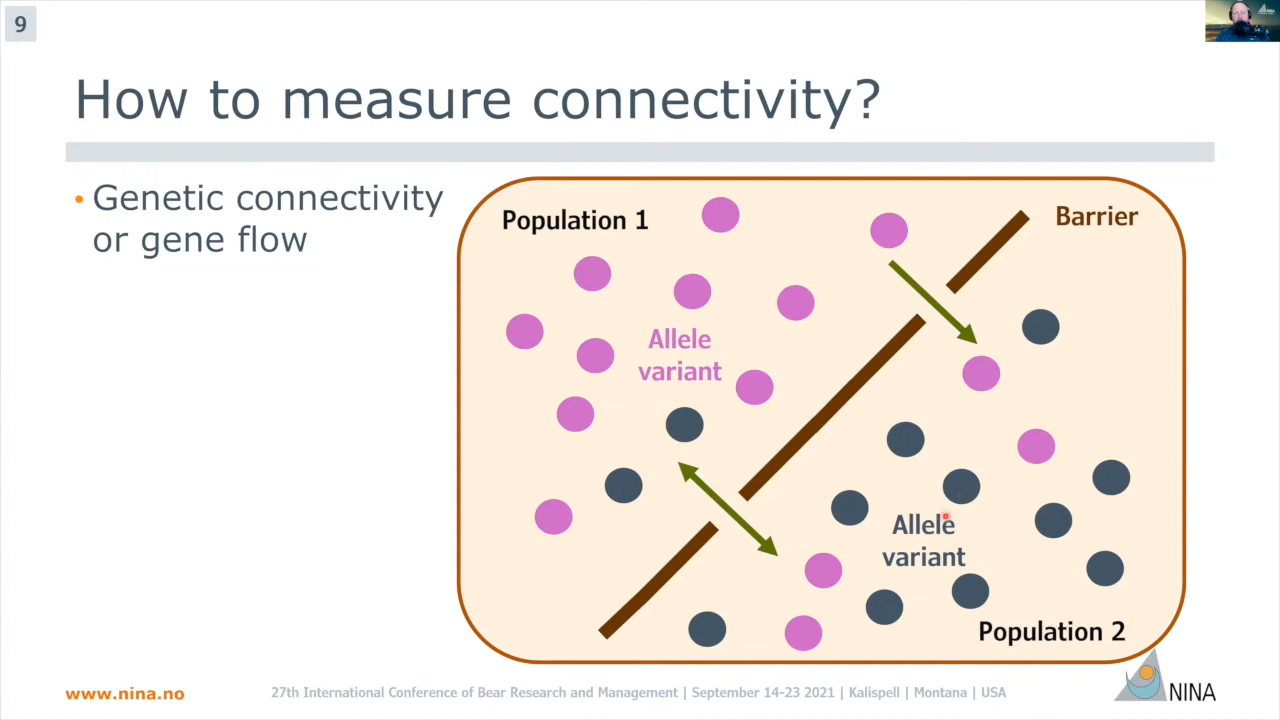 9
How to measure connectivity?
• Genetic connectivity
or gene flow
Population 1
Barrier
Allele
variant
Allele
variant
Population 2
www.nina.no
27th International Conference of Bear Research and Management | September 14-23 2021 | Kalispell | Montana | USA
NINA